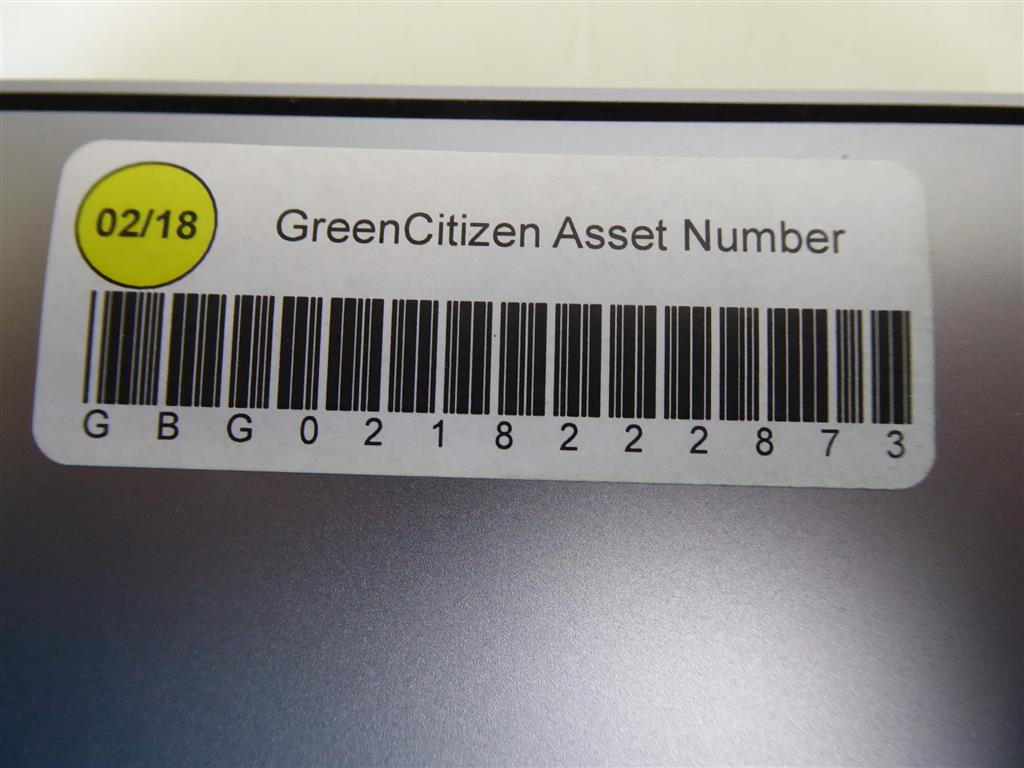 02/18
GreenCitizen Asset Number
GBG0218222873